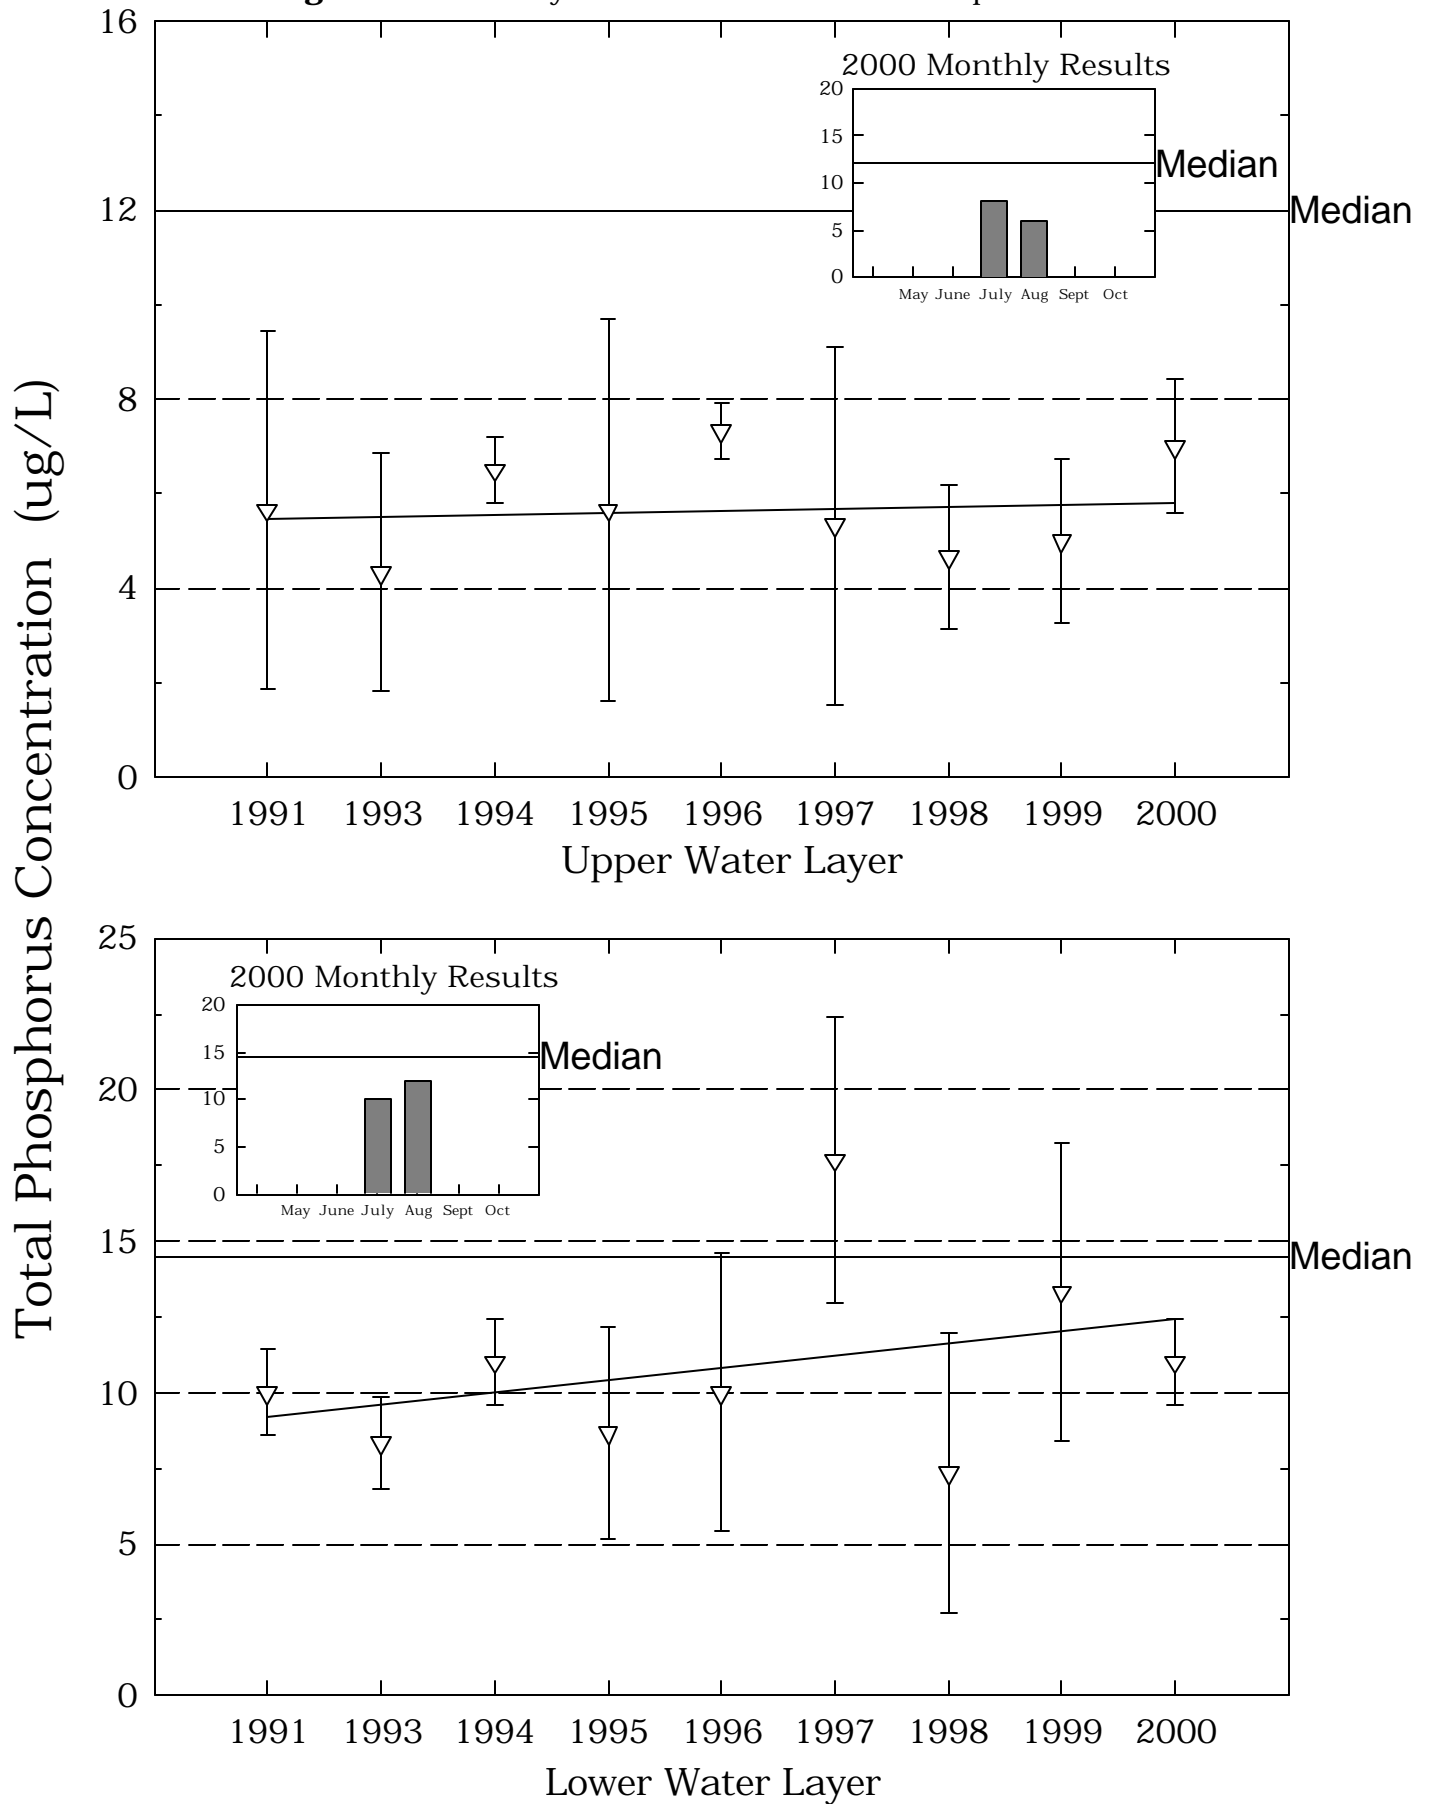 16
2000 Monthly Results
20
15
Median
10
12
Median
5
0
May June July Aug Sept Oct
8
4
0
1991 1993 1994 1995 1996 1997 1998 1999 2000
Upper Water Layer
Total Phosphorus Concentration (ug/L)
25
2000 Monthly Results
20
15
Median
20
10
5
0
May June July Aug Sept Oct
15
Median
10
5
0
1991 1993 1994 1995 1996 1997 1998 1999 2000
Lower Water Layer